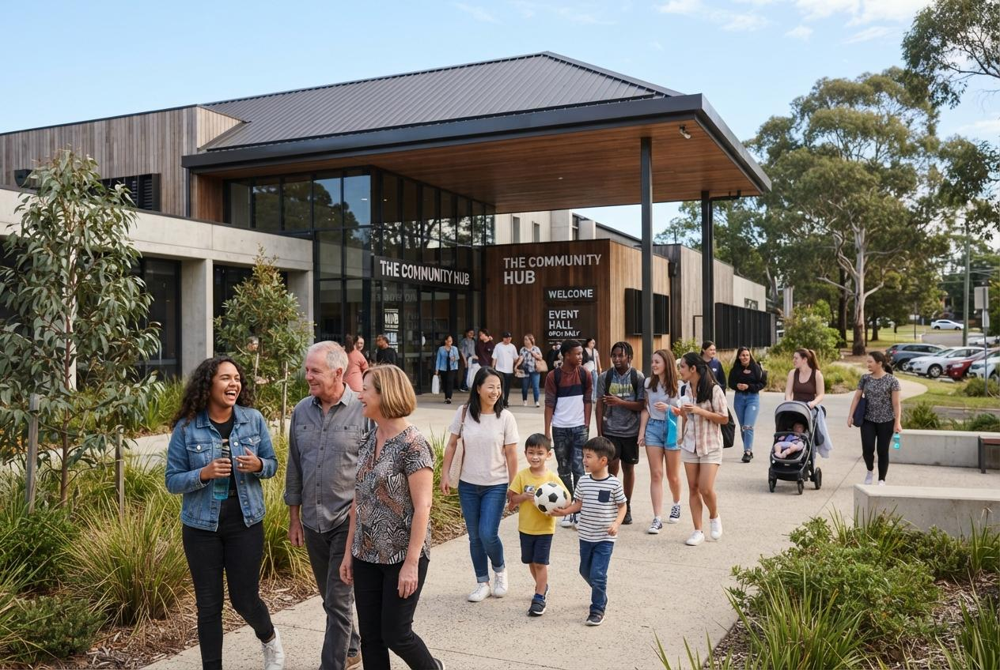 THE COMMUNITY HUB
THE COMMUNITY
HUB
WELCOME
EVENT
HALL